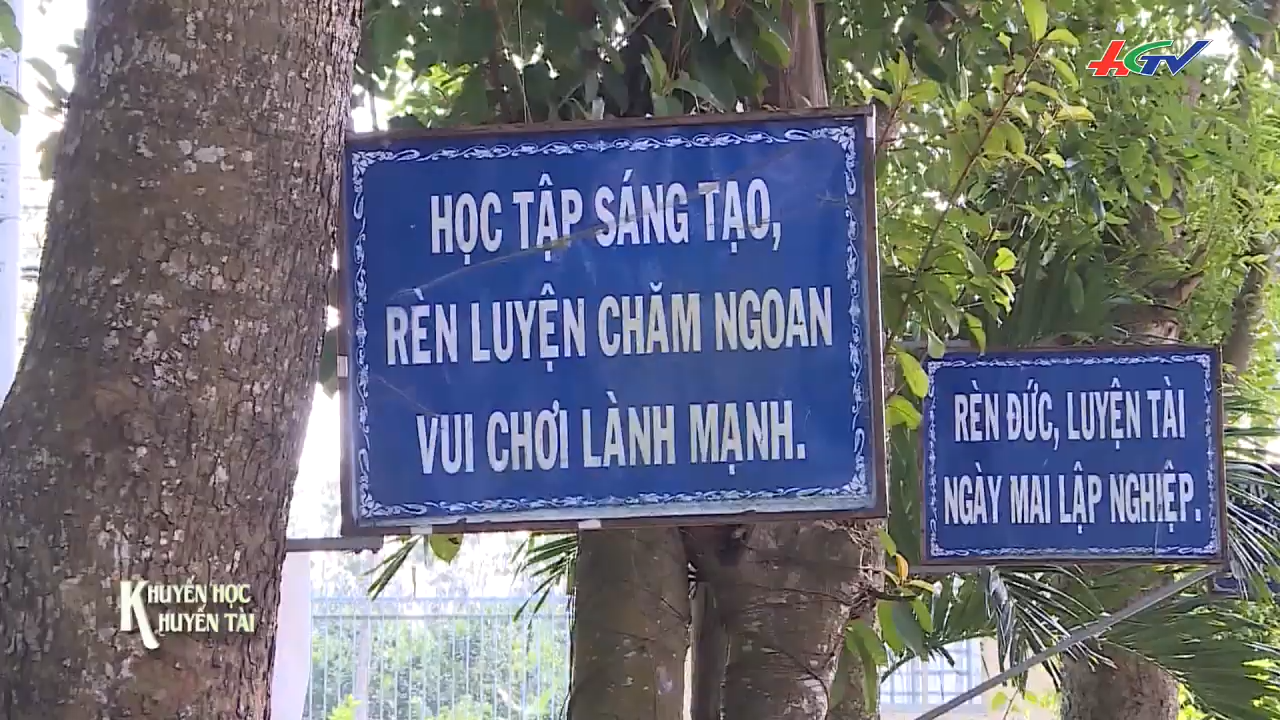 HGTV
HỌC TẬP SÁNG TẠO,
RÈN LUYỆN CHĂM NGOAN
VUI CHƠI LÀNH MẠNH.
RÈN ĐỨC, LUYỆN TÀI
NGÀY MAI LẬP NGHIỆP.
KHUYẾN HỌC
KHUYẾN TÀI